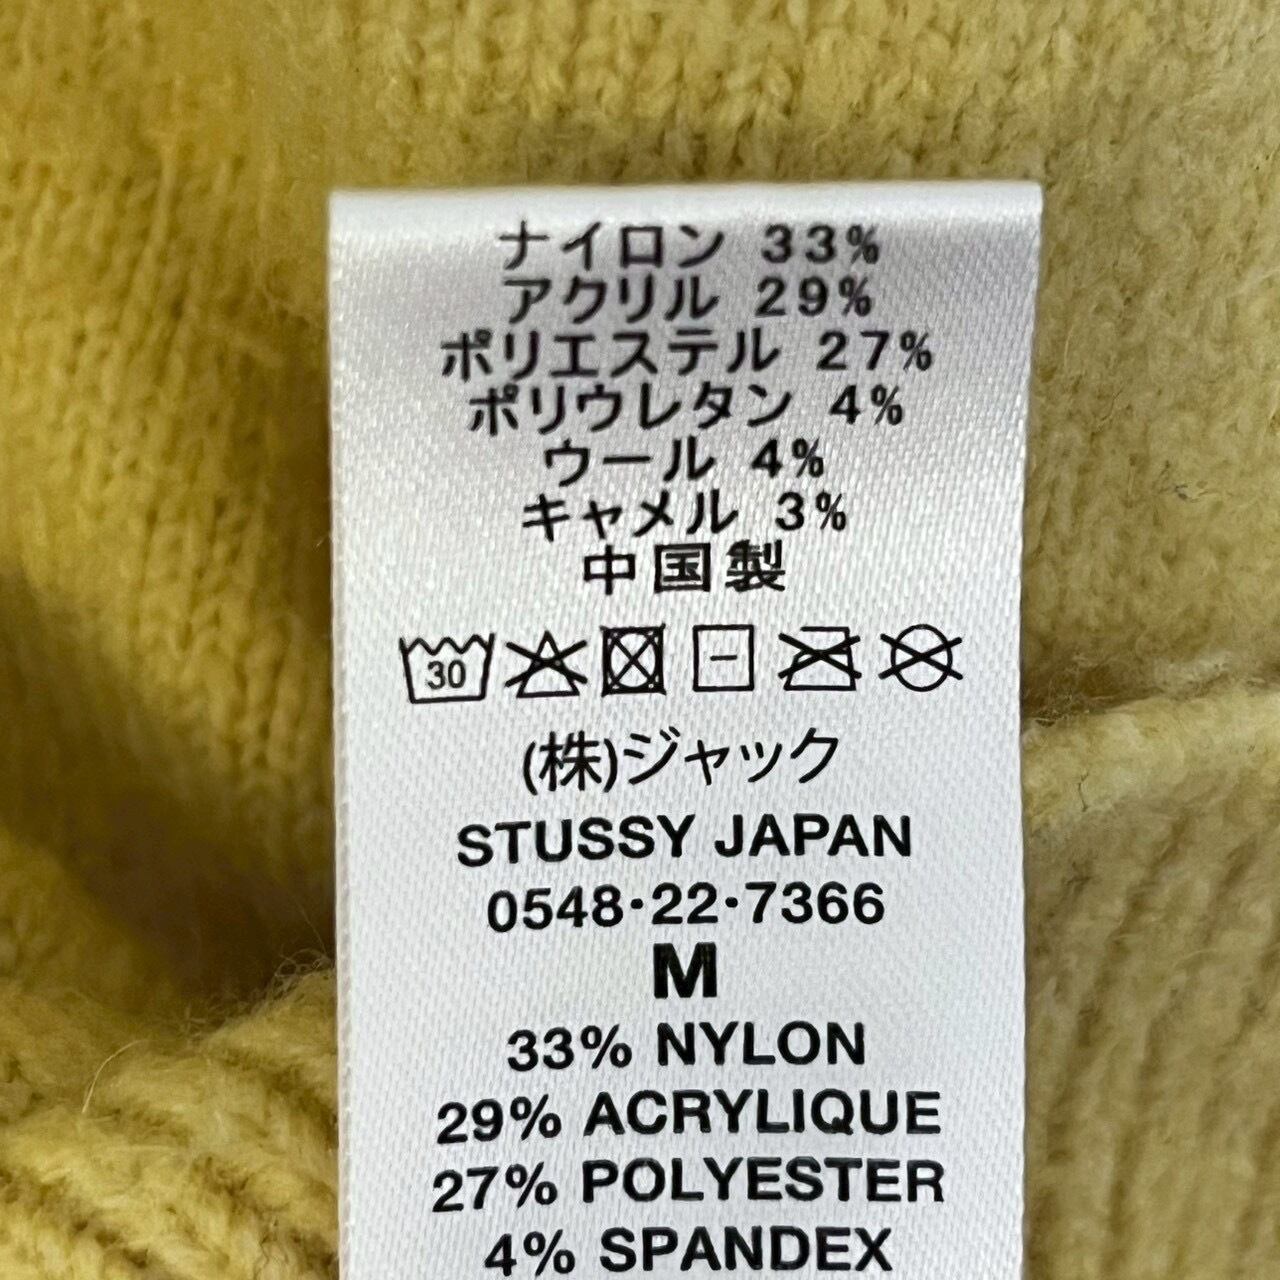 ナイロン 33%
アクリル 29%
ポリエステル 27%
ポリウレタン 4%
ウール 4%
キャメル 3%
中国製
30
(株)ジャック
STUSSY JAPAN
0548·22·7366
M
33% NYLON
29% ACRYLIQUE
27% POLYESTER
4% SPANDEX